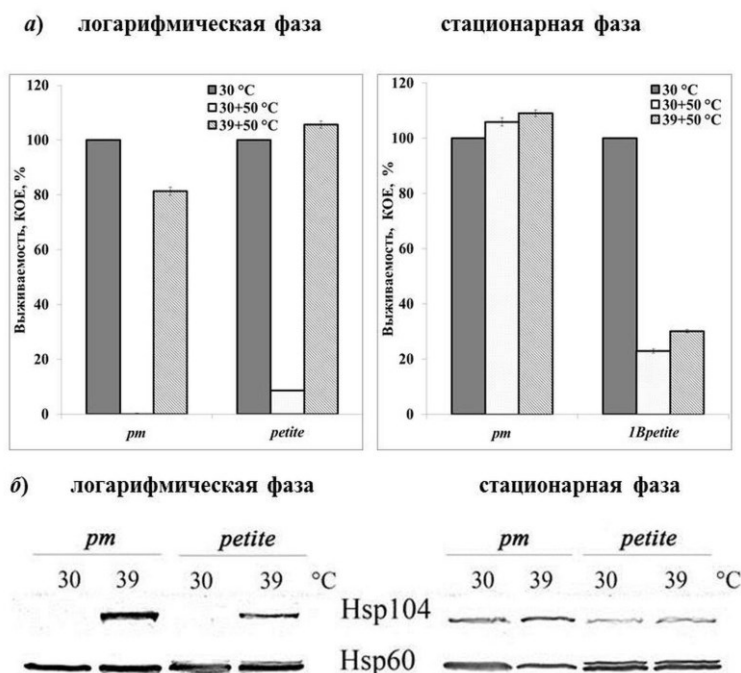 а) логарифмическая фаза стационарная фаза
Выживаемость, КОЕ, %
120
100
80
60
40
20
0
30 °C
30+50 °C
39+50 °C
pm petite
Выживаемость, КОЕ, %
120
100
80
60
40
20
0
30 °C
30+50 °C
39+50 °C
pm 1Bpetite
б) логарифмическая фаза стационарная фаза
pm petite pm petite
30 39 30 39 °C 30 39 30 39 °C
Hsp104
Hsp60